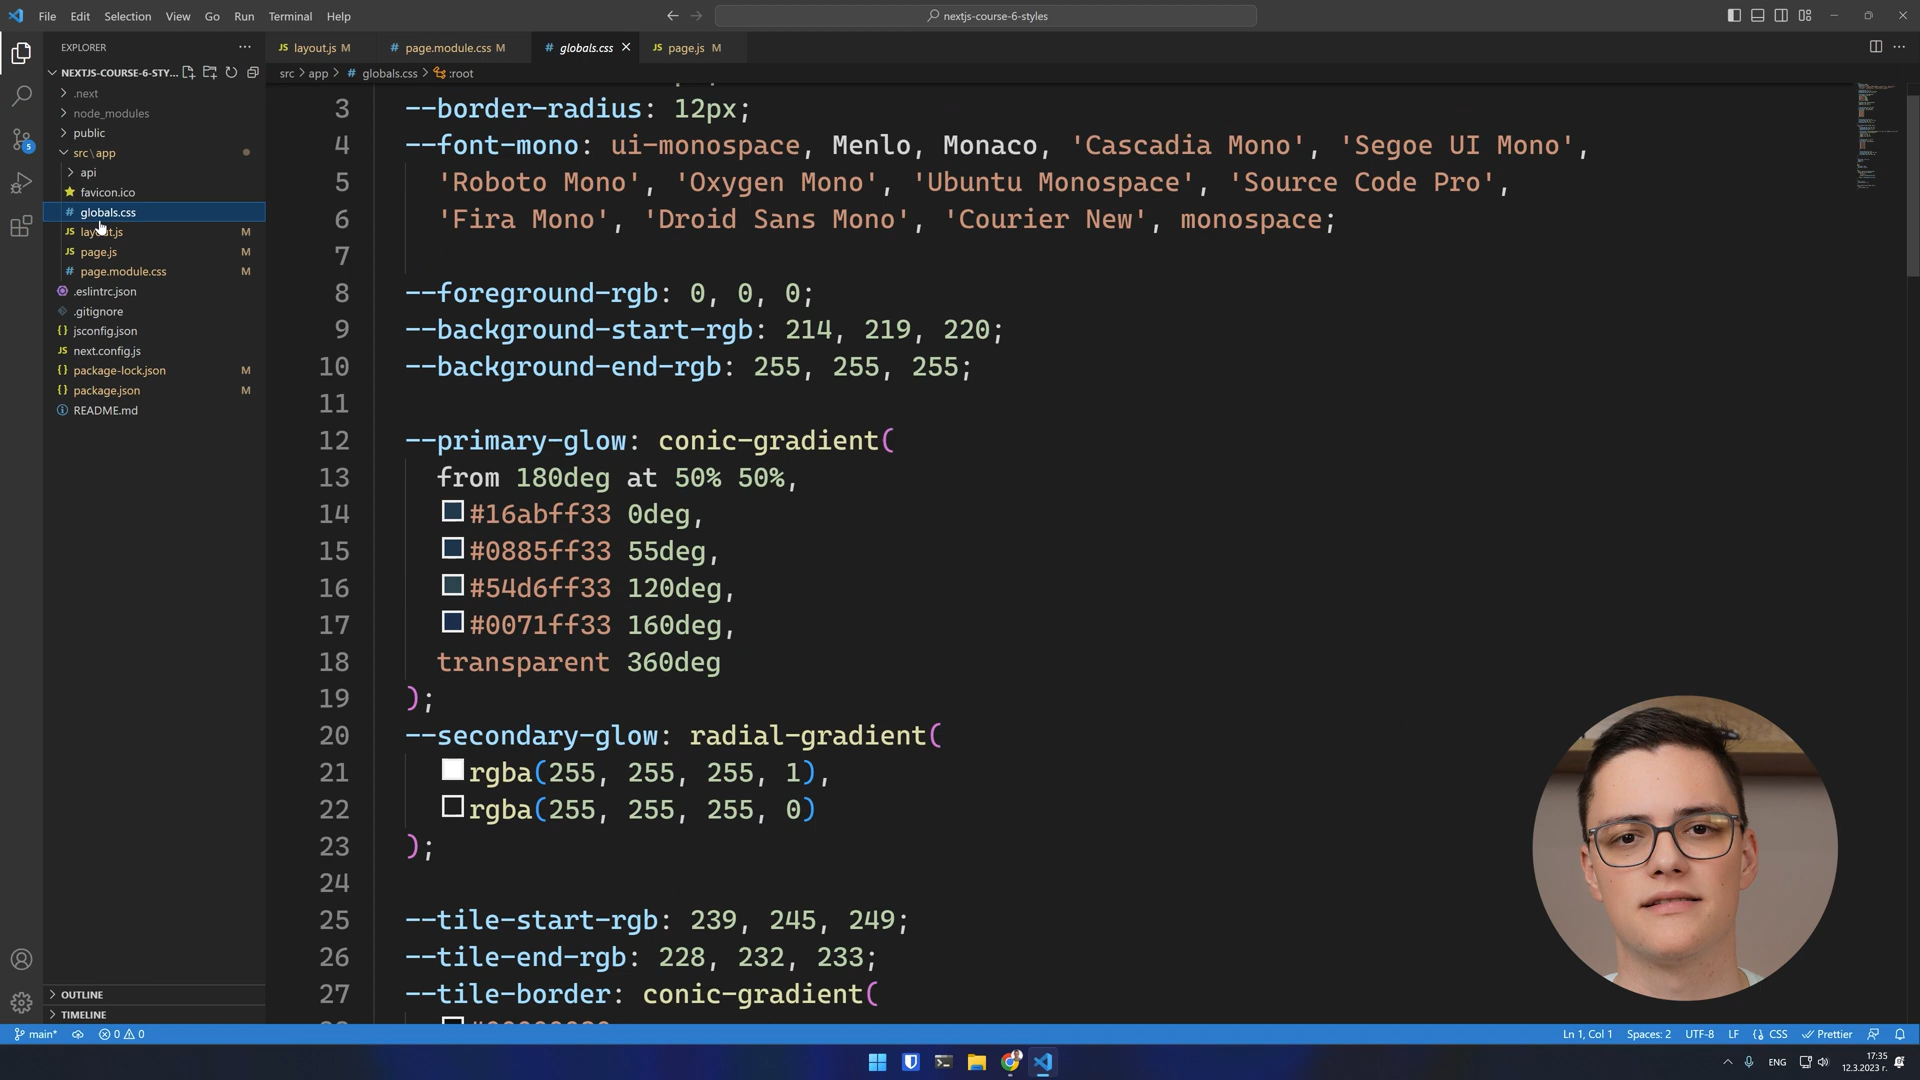 File Edit Selection View Go Run Terminal Help
nextjs-course-6-styles
EXPLORER
NEXTJS-COURSE-6-STY...
.next
node_modules
public
src\app
api
favicon.ico
globals.css
layout.js M
page.js M
page.module.css M
.eslintrc.json
.gitignore
jsconfig.json
next.config.js
package-lock.json M
package.json M
README.md
OUTLINE
TIMELINE
JS layout.js M
# page.module.css M
# globals.css
JS page.js M
src > app > # globals.css > :root
3 --border-radius: 12px;
4 --font-mono: ui-monospace, Menlo, Monaco, 'Cascadia Mono', 'Segoe UI Mono',
5 'Roboto Mono', 'Oxygen Mono', 'Ubuntu Monospace', 'Source Code Pro',
6 'Fira Mono', 'Droid Sans Mono', 'Courier New', monospace;
7
8 --foreground-rgb: 0, 0, 0;
9 --background-start-rgb: 214, 219, 220;
10 --background-end-rgb: 255, 255, 255;
11
12 --primary-glow: conic-gradient(
13 from 180deg at 50% 50%,
14 #16abff33 0deg,
15 #0885ff33 55deg,
16 #54d6ff33 120deg,
17 #0071ff33 160deg,
18 transparent 360deg
19 );
20 --secondary-glow: radial-gradient(
21 rgba(255, 255, 255, 1),
22 rgba(255, 255, 255, 0)
23 );
24
25 --tile-start-rgb: 239, 245, 249;
26 --tile-end-rgb: 228, 232, 233;
27 --tile-border: conic-gradient(
5
main* 0 0
Ln 1, Col 1 Spaces: 2 UTF-8 LF { } CSS Prettier
ENG
17:35
12.3.2023 г.